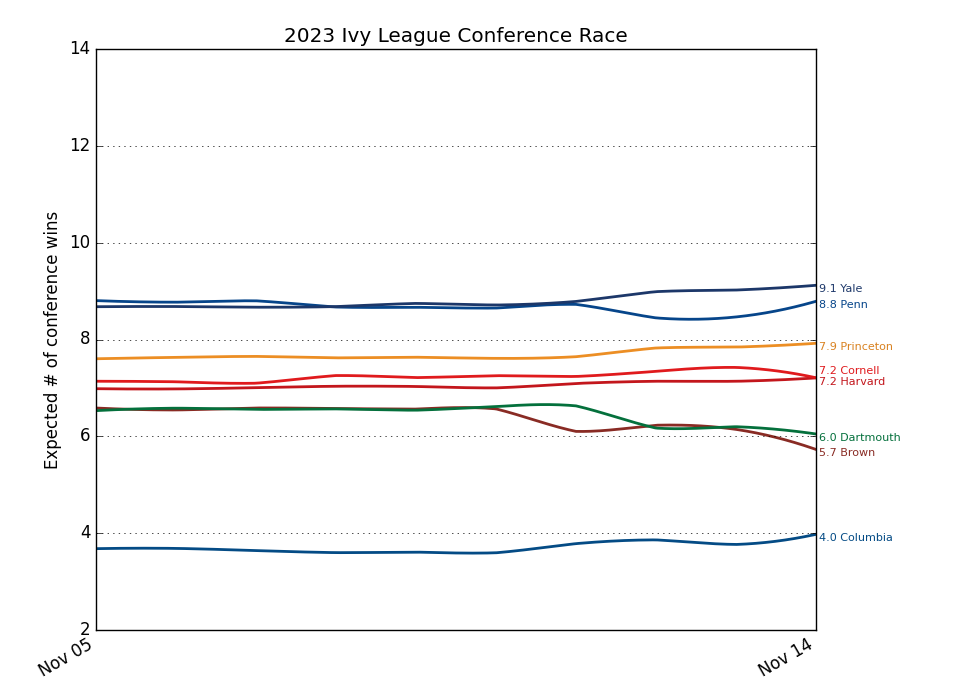 2023 Ivy League Conference Race
Expected # of conference wins
14
12
10
8
6
4
2
9.1 Yale
8.8 Penn
7.9 Princeton
7.2 Cornell
7.2 Harvard
6.0 Dartmouth
5.7 Brown
4.0 Columbia
Nov 05
Nov 14